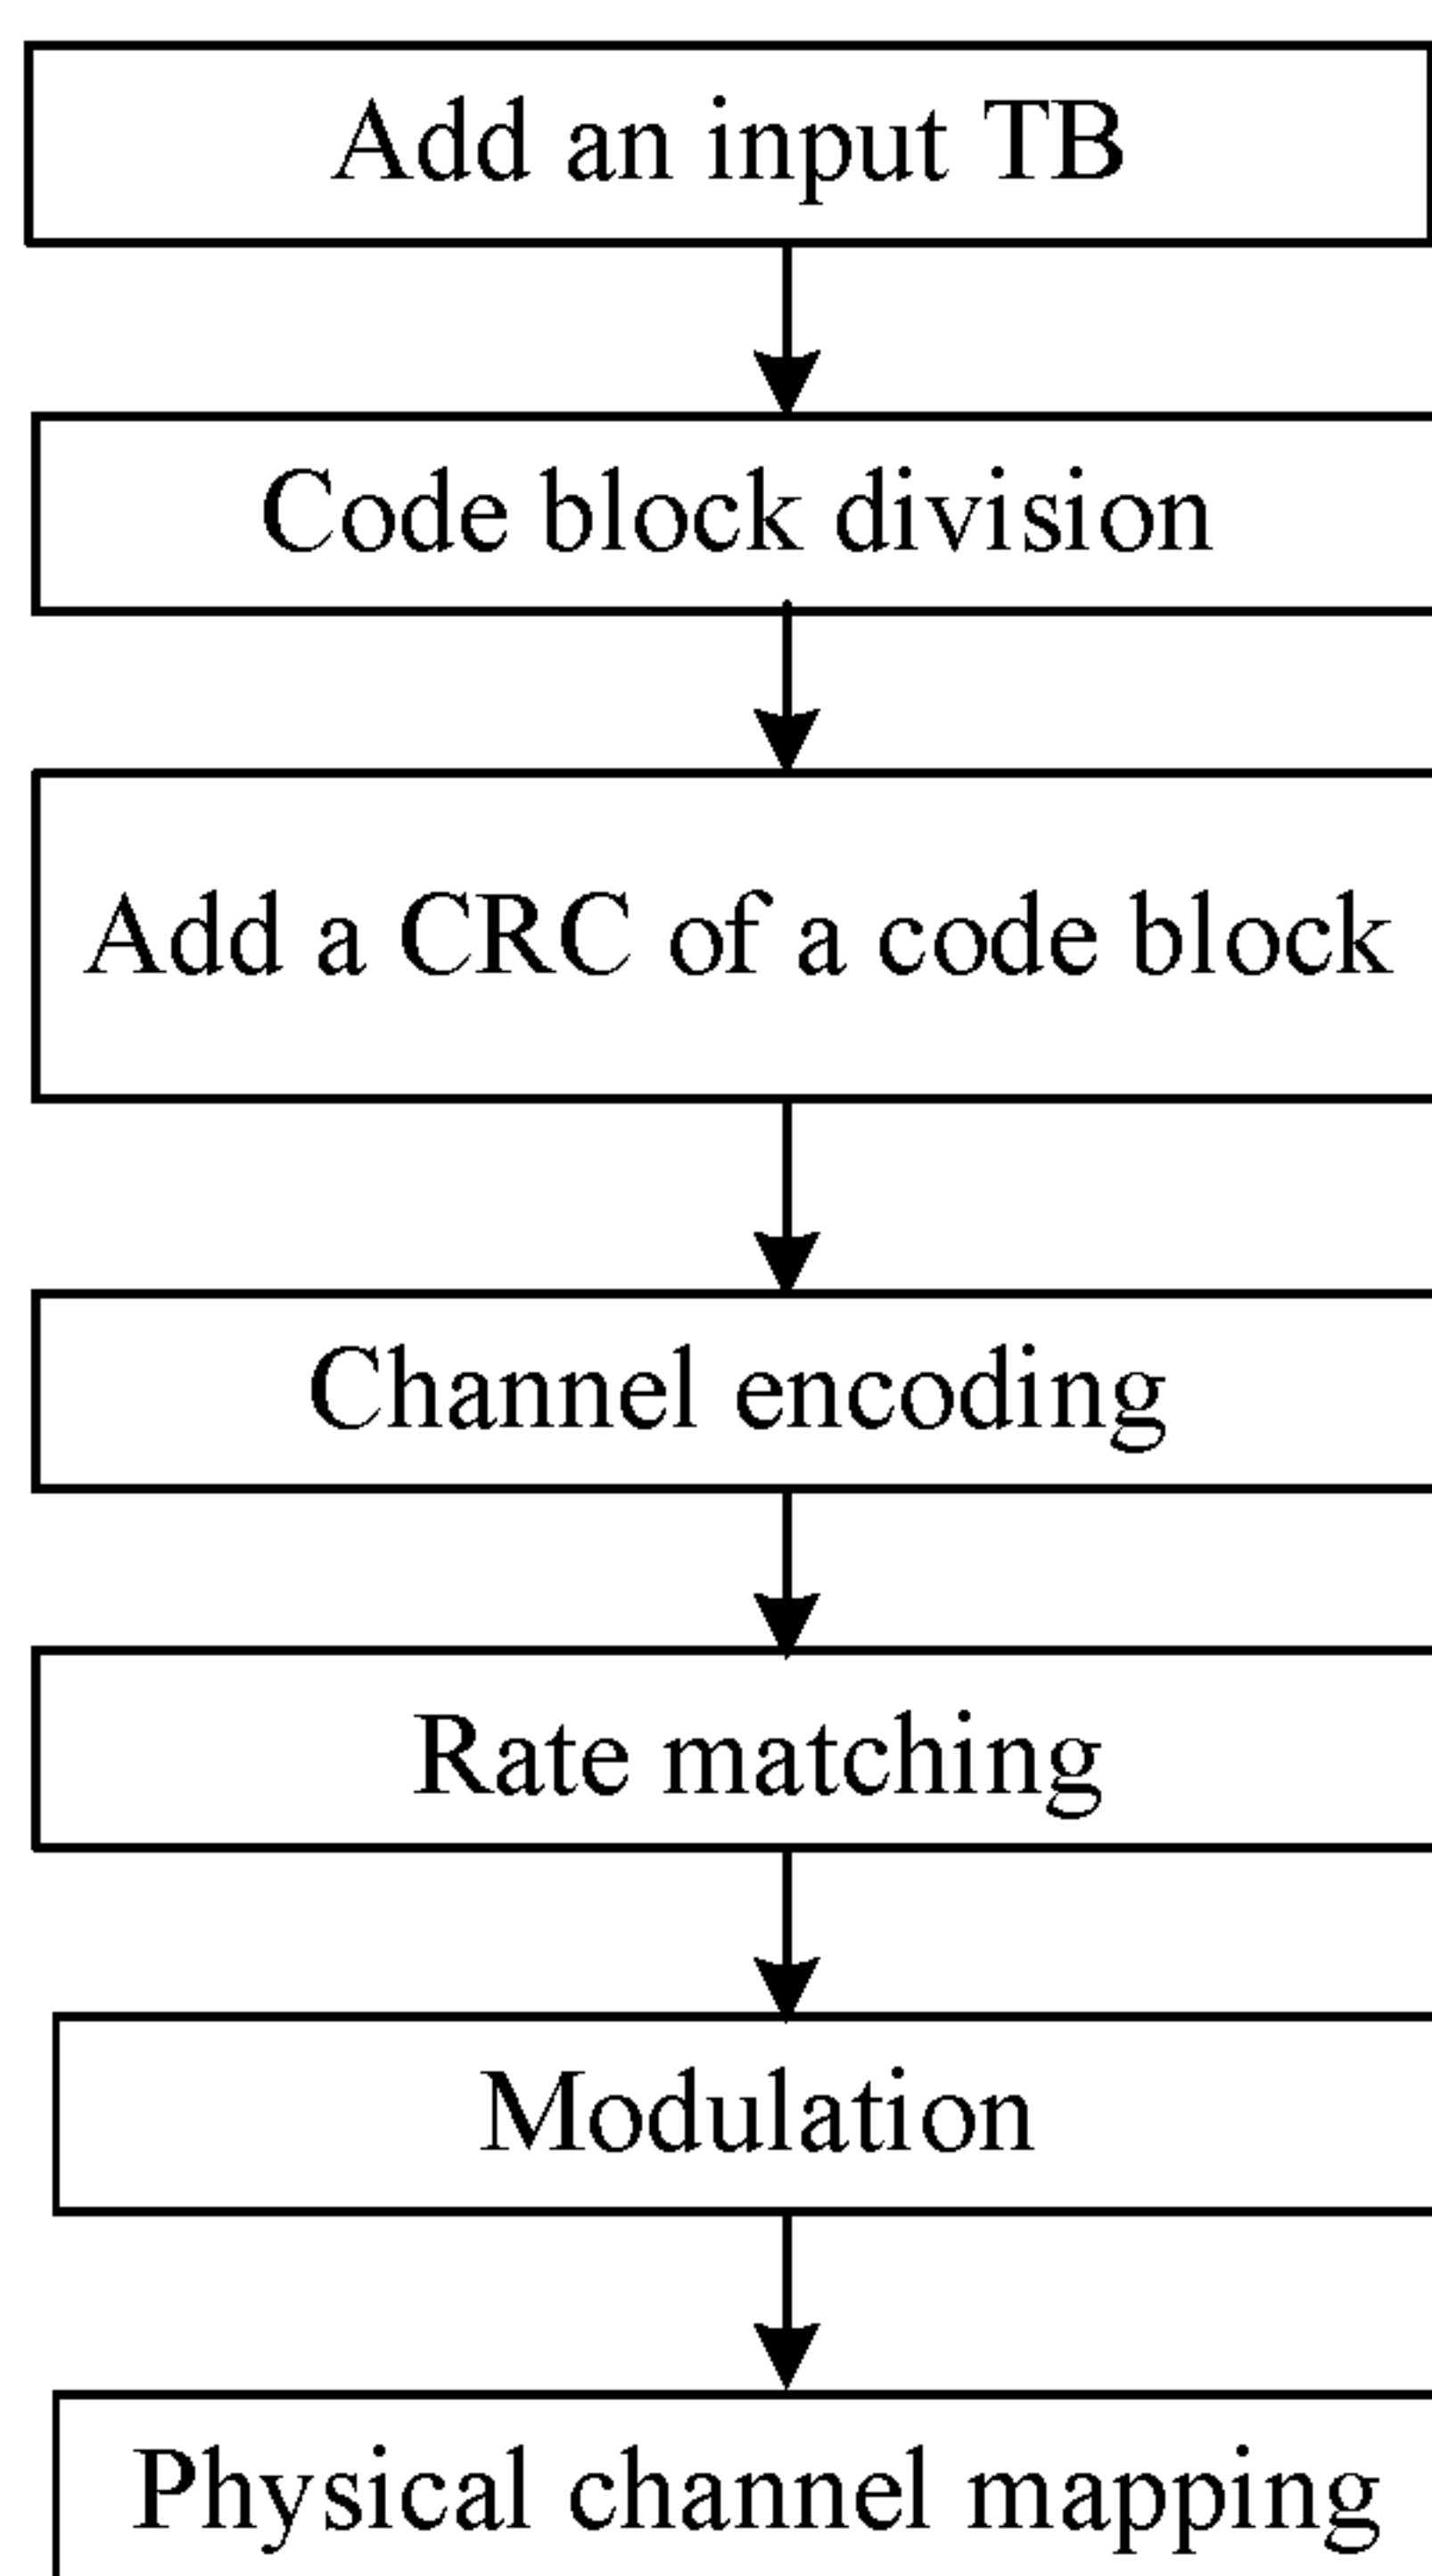 Add an input TB
Code block division
Add a CRC of a code block
Channel encoding
Rate matching
Modulation
Physical channel mapping